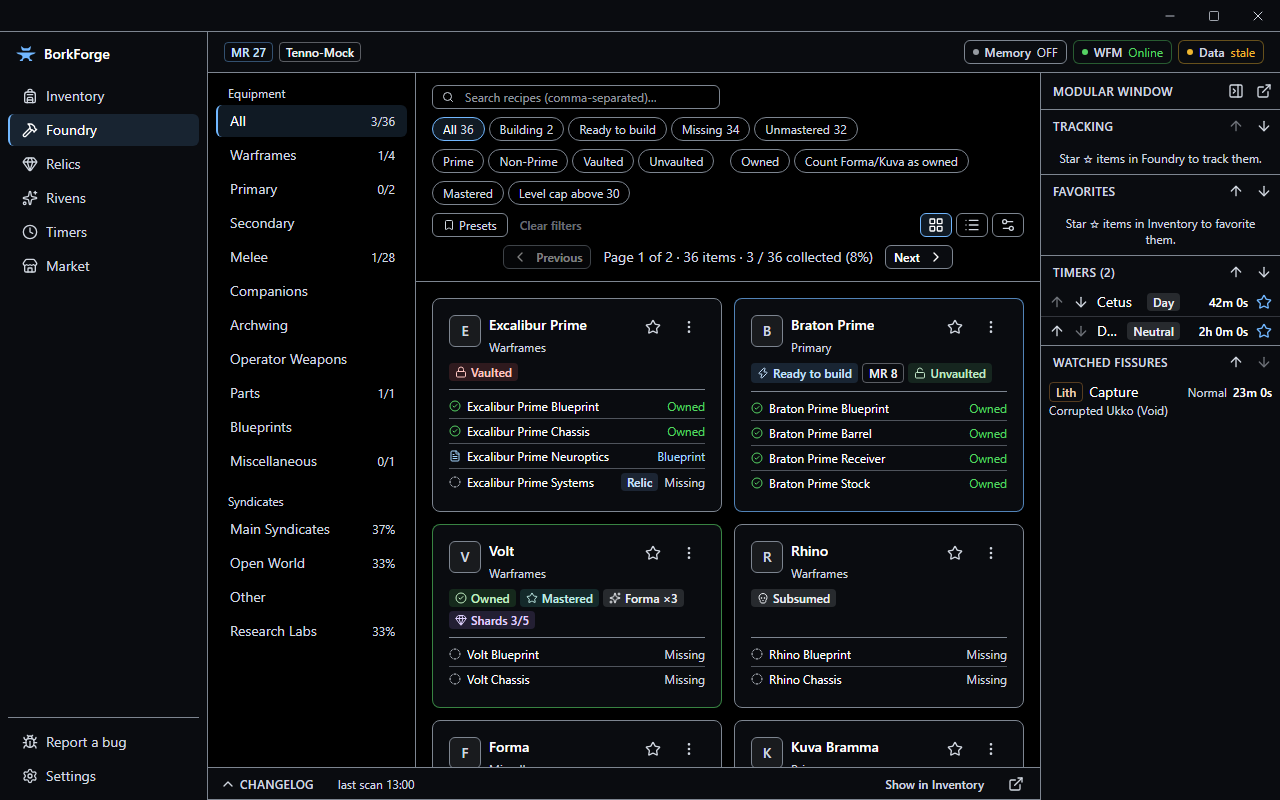 BorkForge
Inventory
Foundry
Relics
Rivens
Timers
Market
Report a bug
Settings
MR 27 Tenno-Mock
Memory OFF WFM Online Data stale
Equipment
All 3/36
Warframes 1/4
Primary 0/2
Secondary
Melee 1/28
Companions
Archwing
Operator Weapons
Parts 1/1
Blueprints
Miscellaneous 0/1
Syndicates
Main Syndicates 37%
Open World 33%
Other
Research Labs 33%
Search recipes (comma-separated)...
All 36 Building 2 Ready to build Missing 34 Unmastered 32
Prime Non-Prime Vaulted Unvaulted Owned Count Forma/Kuva as owned
Mastered Level cap above 30
Presets Clear filters
Previous Page 1 of 2 · 36 items · 3 / 36 collected (8%) Next
E Excalibur Prime
Warframes
Vaulted
Excalibur Prime Blueprint Owned
Excalibur Prime Chassis Owned
Excalibur Prime Neuroptics Blueprint
Excalibur Prime Systems Relic Missing
B Braton Prime
Primary
Ready to build MR 8 Unvaulted
Braton Prime Blueprint Owned
Braton Prime Barrel Owned
Braton Prime Receiver Owned
Braton Prime Stock Owned
V Volt
Warframes
Owned Mastered Forma ×3
Shards 3/5
Volt Blueprint Missing
Volt Chassis Missing
R Rhino
Warframes
Subsumed
Rhino Blueprint Missing
Rhino Chassis Missing
F Forma
K Kuva Bramma
CHANGELOG last scan 13:00 Show in Inventory
MODULAR WINDOW
TRACKING
Star ☆ items in Foundry to track them.
FAVORITES
Star ☆ items in Inventory to favorite
them.
TIMERS (2)
Cetus Day 42m 0s
D... Neutral 2h 0m 0s
WATCHED FISSURES
Lith Capture Normal 23m 0s
Corrupted Ukko (Void)